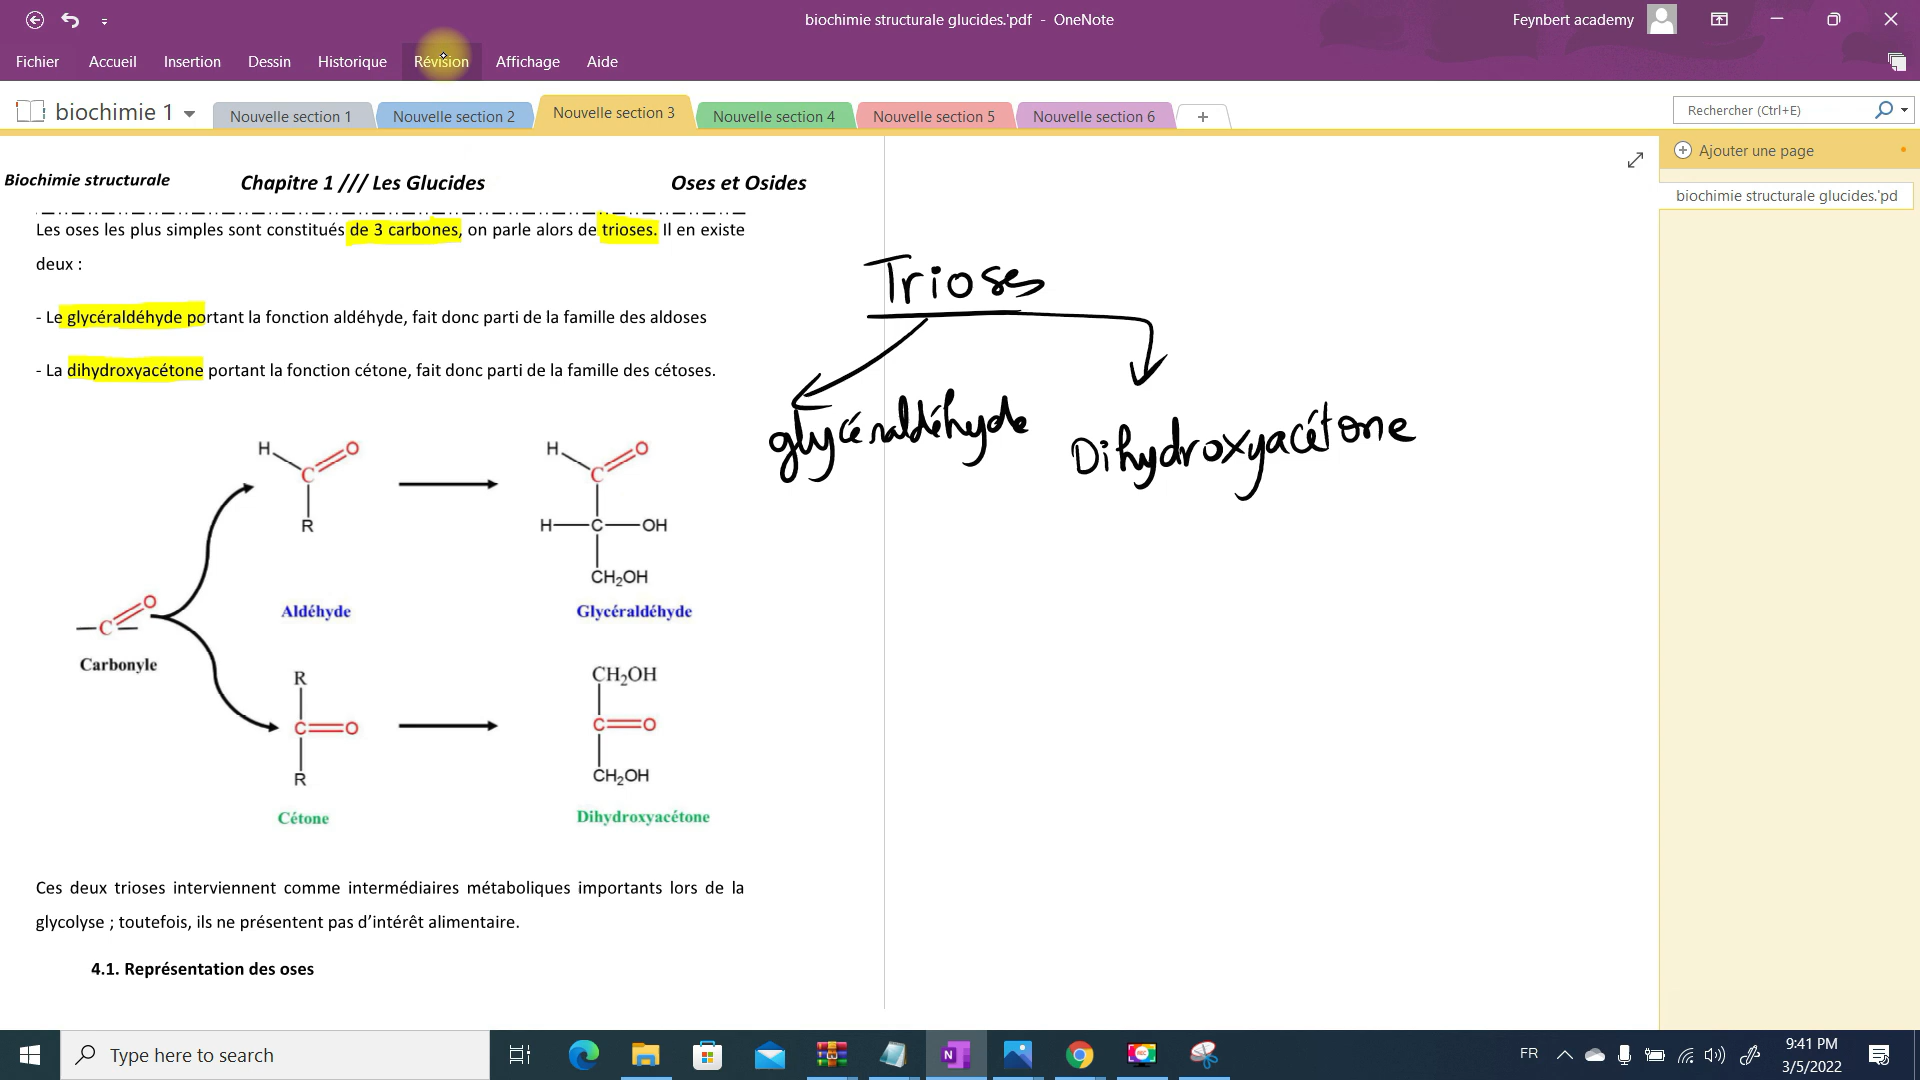 biochimie structurale glucides.'pdf - OneNote
Feynbert academy
Fichier Accueil Insertion Dessin Historique Révision Affichage Aide
biochimie 1
Nouvelle section 1
Nouvelle section 2
Nouvelle section 3
Nouvelle section 4
Nouvelle section 5
Nouvelle section 6
+
Rechercher (Ctrl+E)
Ajouter une page
biochimie structurale glucides.'pd
Biochimie structurale Chapitre 1 /// Les Glucides Oses et Osides
Les oses les plus simples sont constitués de 3 carbones, on parle alors de trioses. Il en existe
deux :
- Le glycéraldéhyde portant la fonction aldéhyde, fait donc parti de la famille des aldoses
- La dihydroxyacétone portant la fonction cétone, fait donc parti de la famille des cétoses.
Trioses
glycéraldéhyde
Dihydroxyacétone
H O
C
R
Aldéhyde
H O
C
H C OH
CH₂OH
Glycéraldéhyde
C O
Carbonyle
R
C O
R
Cétone
CH₂OH
C O
CH₂OH
Dihydroxyacétone
Ces deux trioses interviennent comme intermédiaires métaboliques importants lors de la
glycolyse ; toutefois, ils ne présentent pas d’intérêt alimentaire.
4.1. Représentation des oses
Type here to search
FR
9:41 PM
3/5/2022